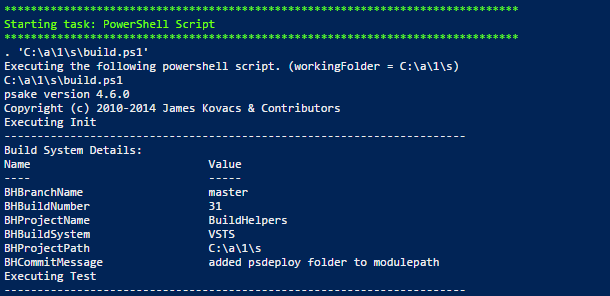 ******************************************************************************
Starting task: PowerShell Script
******************************************************************************
. 'C:\a\1\s\build.ps1'
Executing the following powershell script. (workingFolder = C:\a\1\s)
C:\a\1\s\build.ps1
psake version 4.6.0
Copyright (c) 2010-2014 James Kovacs & Contributors
Executing Init
----------------------------------------------------------------------
Build System Details:
Name                           Value
----                           -----
BHBranchName                   master
BHBuildNumber                  31
BHProjectName                  BuildHelpers
BHBuildSystem                  VSTS
BHProjectPath                  C:\a\1\s
BHCommitMessage                added psdeploy folder to modulepath
Executing Test
----------------------------------------------------------------------